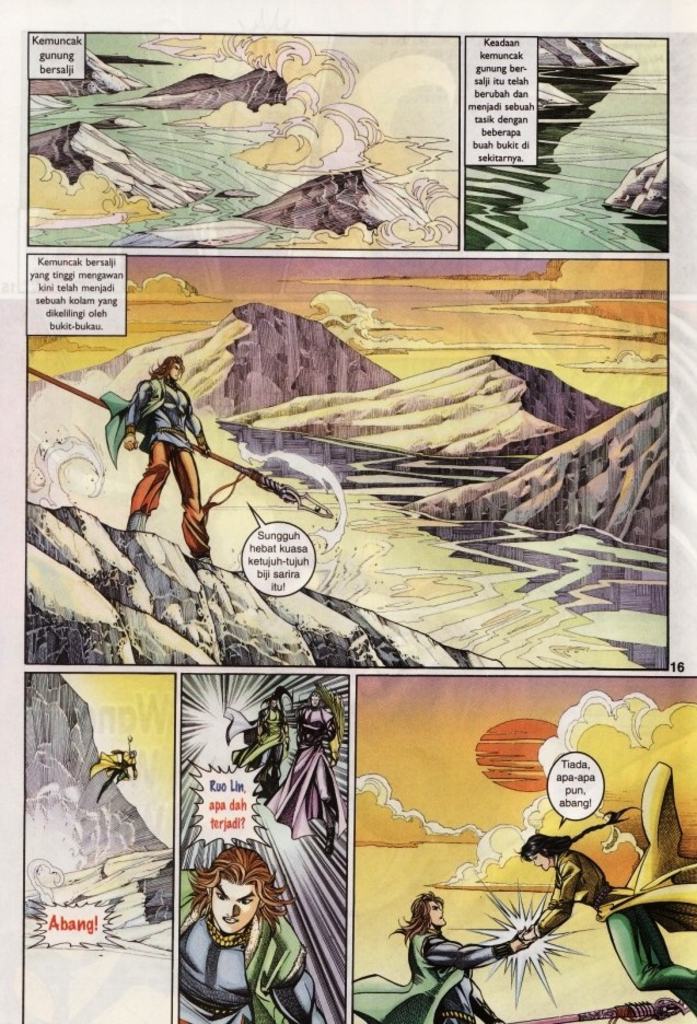 Kemuncak
gunung
bersalji
Keadaan
kemuncak
gunung ber-
salji itu telah
berubah dan
menjadi sebuah
tasik dengan
beberapa
buah bukit di
sekitarnya.
Kemuncak bersalji
yang tinggi mengawan
kini telah menjadi
sebuah kolam yang
dikelilingi oleh
bukit-bukau.
Sungguh
hebat kuasa
ketujuh-tujuh
biji sarira
itu!
16
Abang!
Ruo Lin,
apa dah
terjadi?
Tiada,
apa-apa
pun,
abang!